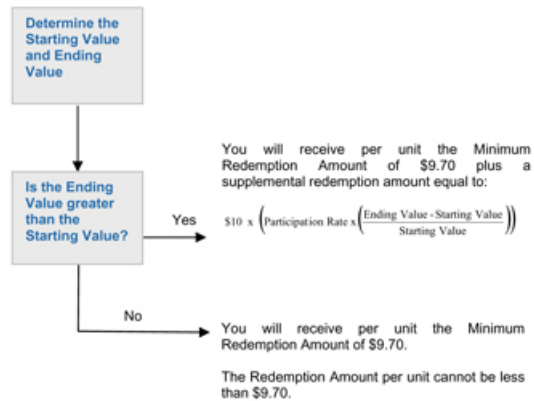 Determine the
Starting Value
and Ending
Value
You will receive per unit the Minimum
Redemption Amount of $9.70 plus a
supplemental redemption amount equal to:
Is the Ending
Value greater
than the
Starting Value?
Yes
$10 x (Participation Rate x (Ending Value - Starting Value
Starting Value))
No
You will receive per unit the Minimum
Redemption Amount of $9.70.
The Redemption Amount per unit cannot be less
than $9.70.